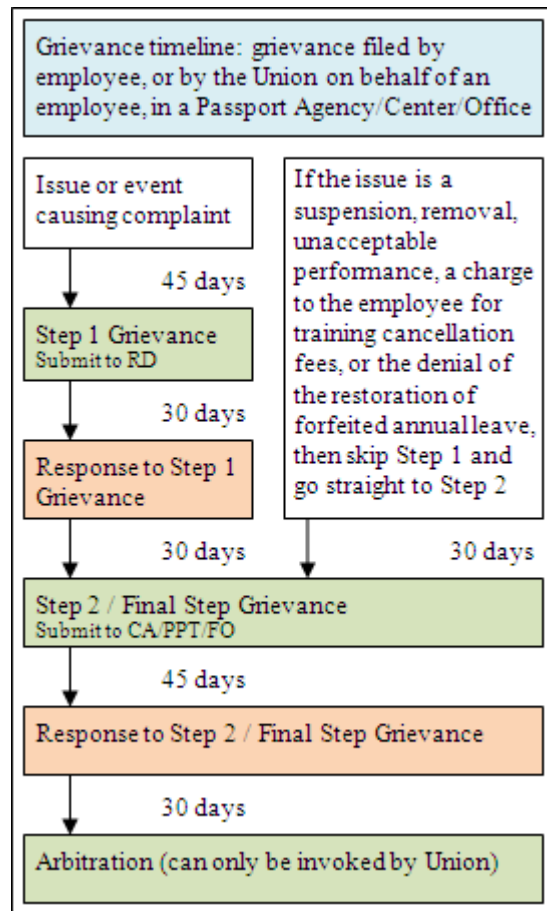 Grievance timeline: grievance filed by
employee, or by the Union on behalf of an
employee, in a Passport Agency/Center/Office
Issue or event
causing complaint
45 days
Step 1 Grievance
Submit to RD
30 days
Response to Step 1
Grievance
30 days
If the issue is a
suspension, removal,
unacceptable
performance, a charge
to the employee for
training cancellation
fees, or the denial of
the restoration of
forfeited annual leave,
then skip Step 1 and
go straight to Step 2
30 days
Step 2 / Final Step Grievance
Submit to CA/PPT/FO
45 days
Response to Step 2 / Final Step Grievance
30 days
Arbitration (can only be invoked by Union)